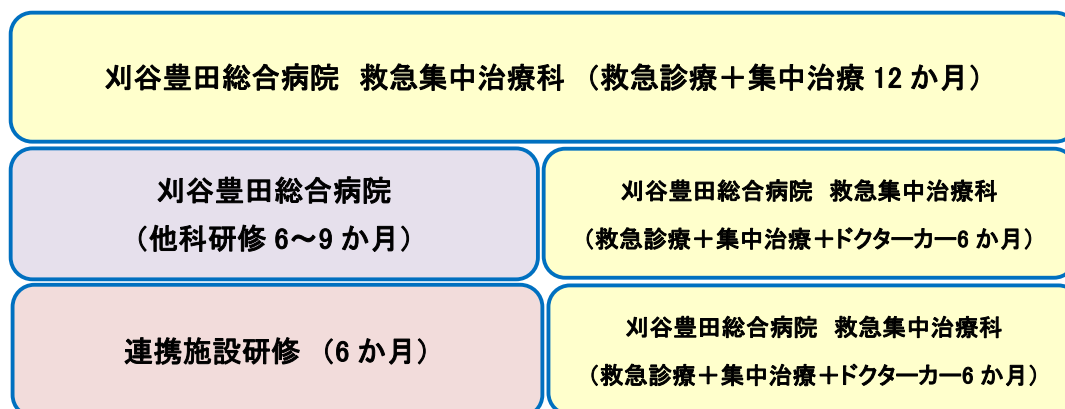 刈谷豊田総合病院 救急集中治療科 （救急診療＋集中治療 12 か月）
刈谷豊田総合病院
（他科研修 6～9 か月）
刈谷豊田総合病院 救急集中治療科
（救急診療＋集中治療＋ドクターカー6 か月）
連携施設研修 （6 か月）
刈谷豊田総合病院 救急集中治療科
（救急診療＋集中治療＋ドクターカー6 か月）